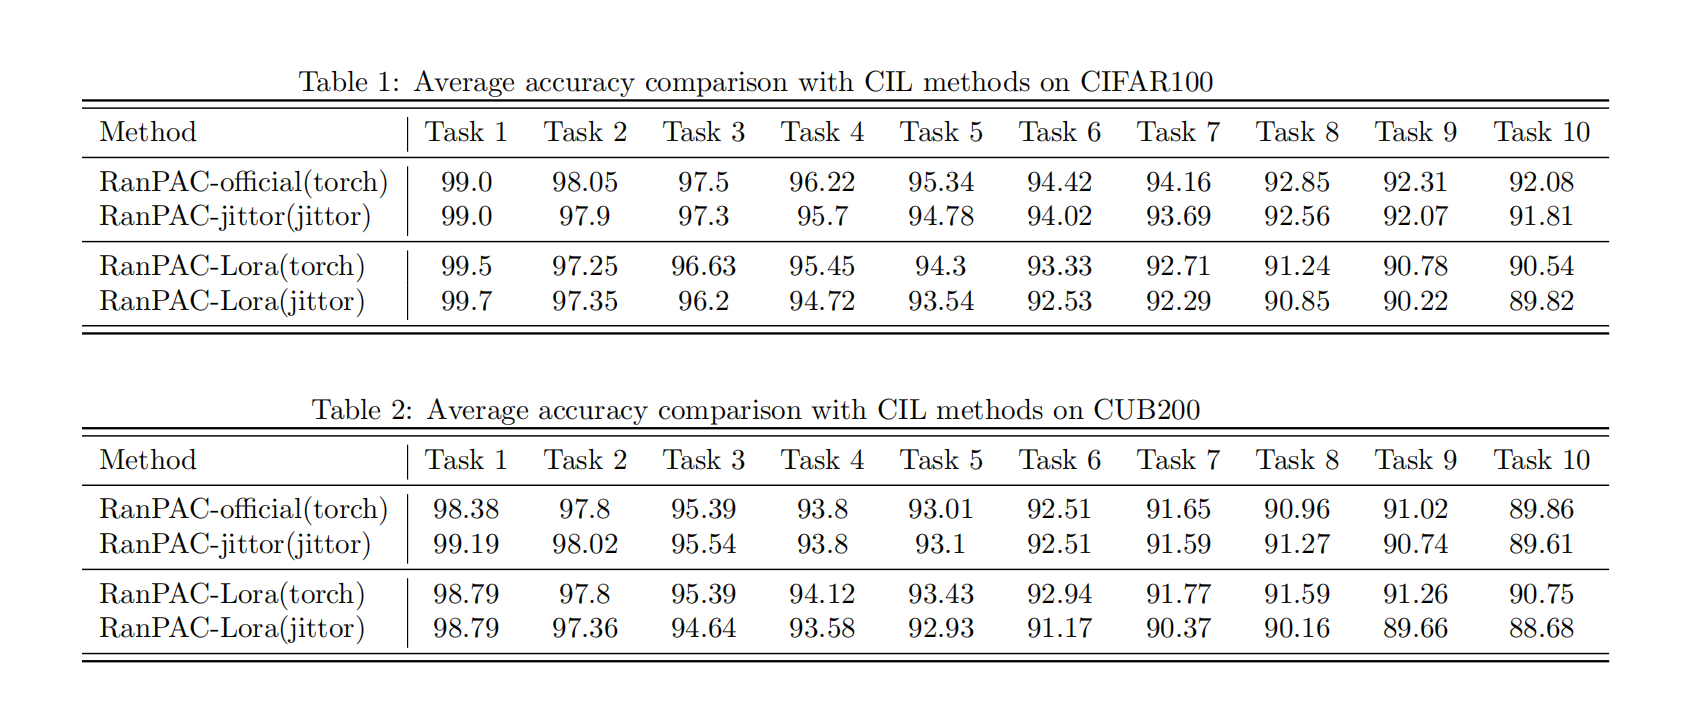 Table 1: Average accuracy comparison with CIL methods on CIFAR100
Method Task 1 Task 2 Task 3 Task 4 Task 5 Task 6 Task 7 Task 8 Task 9 Task 10
RanPAC-official(torch) 99.0 98.05 97.5 96.22 95.34 94.42 94.16 92.85 92.31 92.08
RanPAC-jittor(jittor) 99.0 97.9 97.3 95.7 94.78 94.02 93.69 92.56 92.07 91.81
RanPAC-Lora(torch) 99.5 97.25 96.63 95.45 94.3 93.33 92.71 91.24 90.78 90.54
RanPAC-Lora(jittor) 99.7 97.35 96.2 94.72 93.54 92.53 92.29 90.85 90.22 89.82
Table 2: Average accuracy comparison with CIL methods on CUB200
Method Task 1 Task 2 Task 3 Task 4 Task 5 Task 6 Task 7 Task 8 Task 9 Task 10
RanPAC-official(torch) 98.38 97.8 95.39 93.8 93.01 92.51 91.65 90.96 91.02 89.86
RanPAC-jittor(jittor) 99.19 98.02 95.54 93.8 93.1 92.51 91.59 91.27 90.74 89.61
RanPAC-Lora(torch) 98.79 97.8 95.39 94.12 93.43 92.94 91.77 91.59 91.26 90.75
RanPAC-Lora(jittor) 98.79 97.36 94.64 93.58 92.93 91.17 90.37 90.16 89.66 88.68